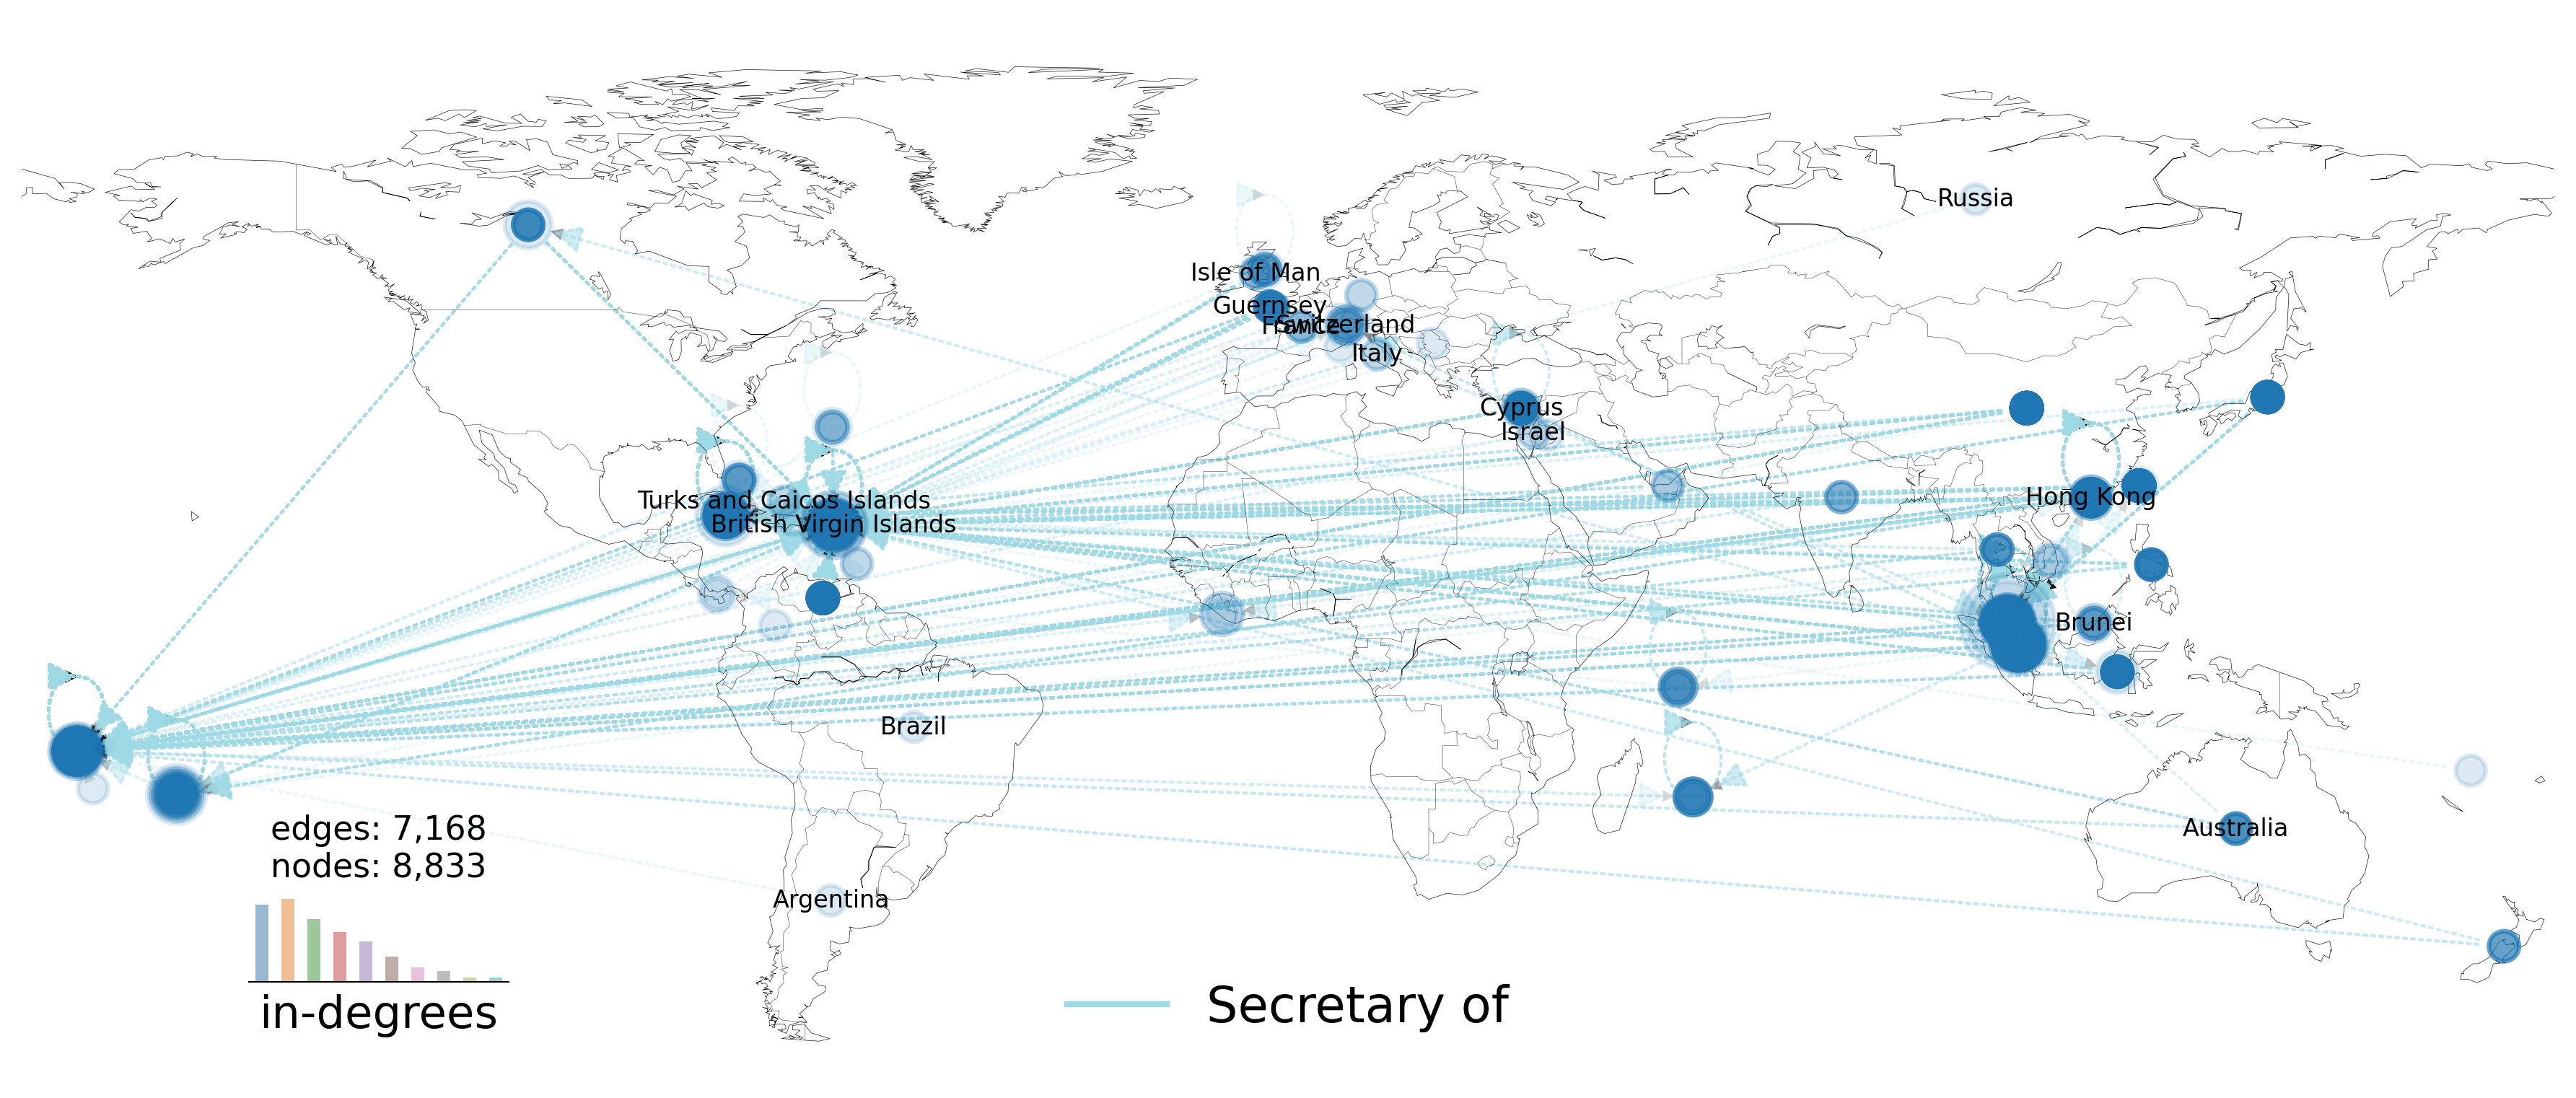 Russia
Isle of Man
Guernsey
France
Switzerland
Italy
Cyprus
Israel
Turks and Caicos Islands
British Virgin Islands
Hong Kong
Brunei
Brazil
Australia
Argentina
edges: 7,168
nodes: 8,833
in-degrees
Secretary of